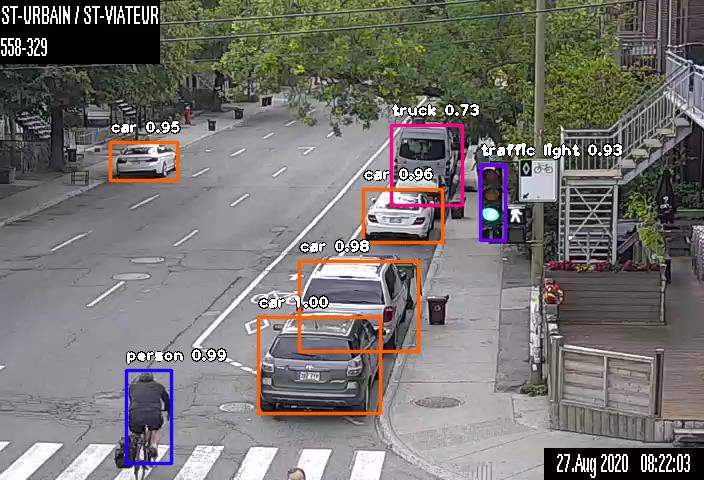 ST-URBAIN / ST-VIATEUR
558-329
truck 0.73
car 0.95
traffic light 0.93
car 0.96
car 0.98
car 1.00
person 0.99
27.Aug 2020 08:22:03